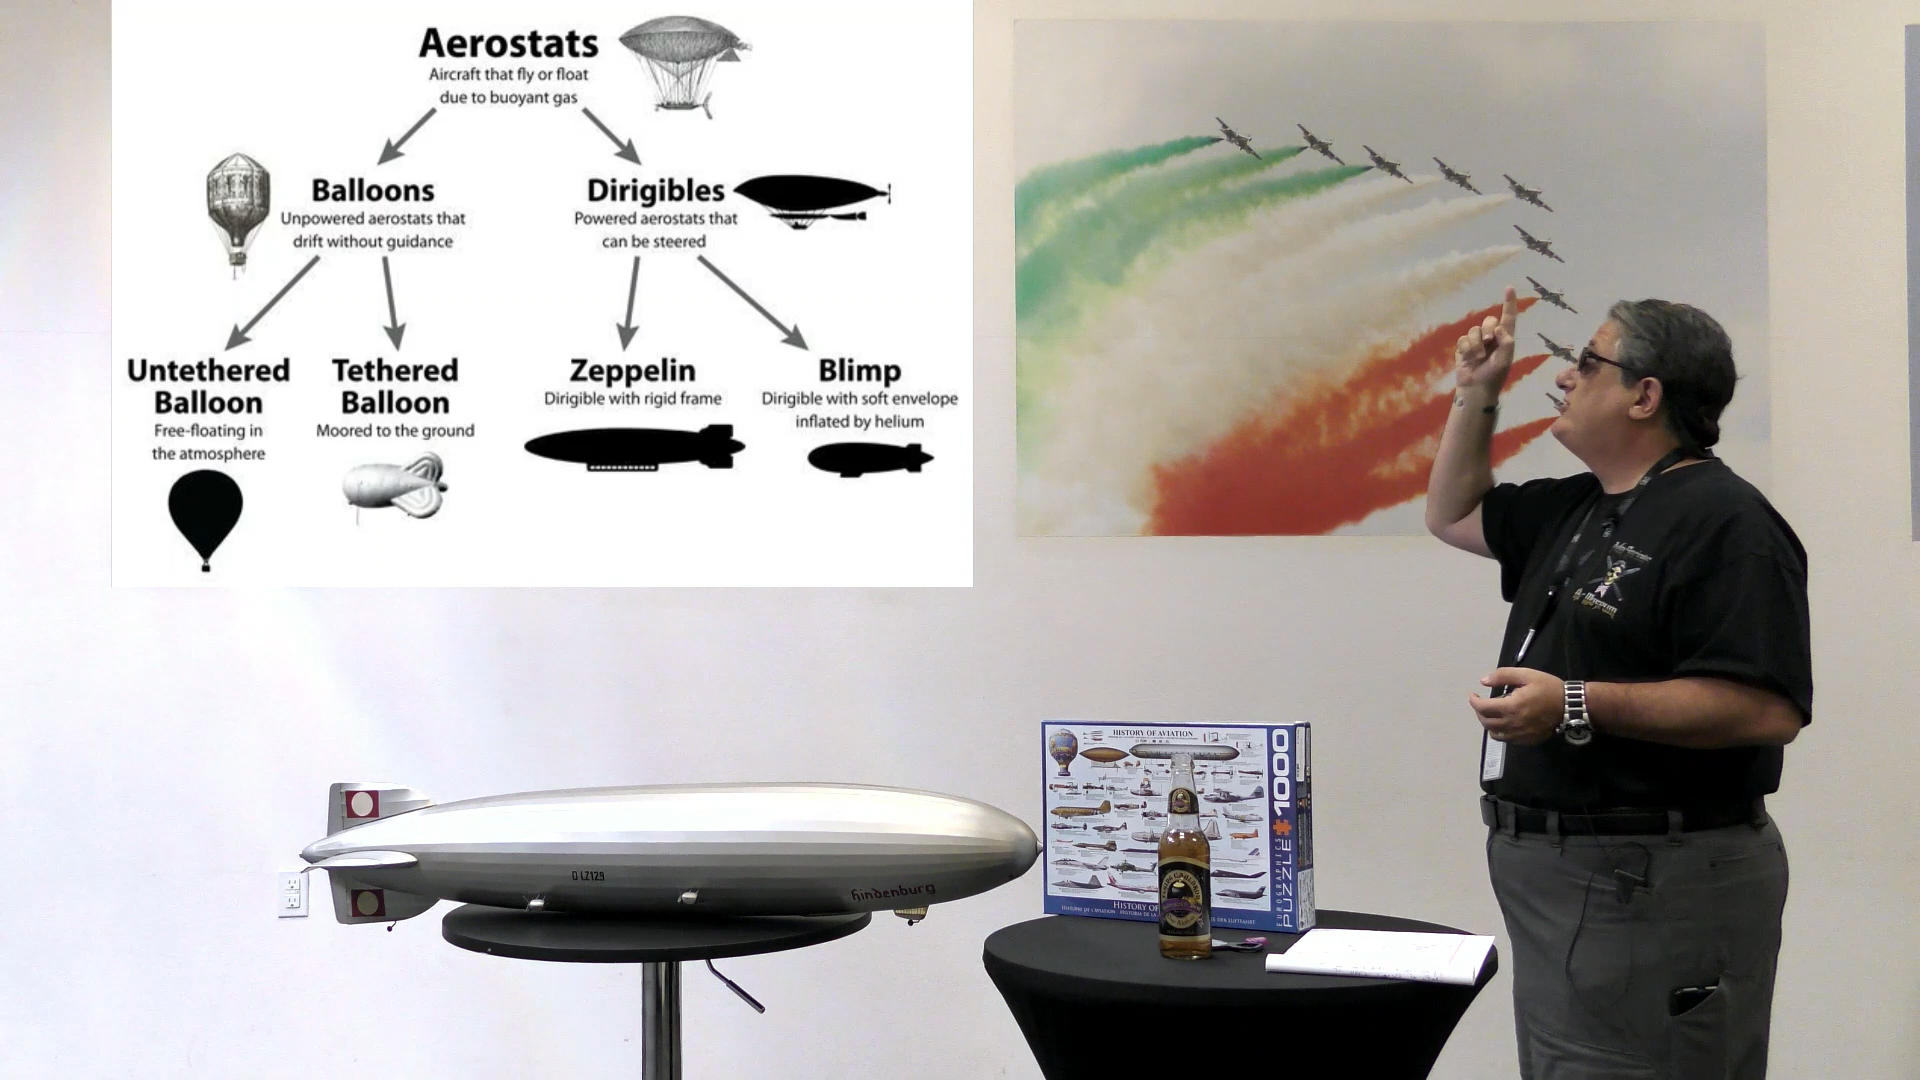 Aerostats
Aircraft that fly or float
due to buoyant gas
Balloons
Unpowered aerostats that
drift without guidance
Dirigibles
Powered aerostats that
can be steered
Untethered
Balloon
Free-floating in
the atmosphere
Tethered
Balloon
Moored to the ground
Zeppelin
Dirigible with rigid frame
Blimp
Dirigible with soft envelope
inflated by helium
D LZ129
hindenburg
HISTORY OF AVIATION
EUROGRAPHICS
PUZZLE 1000
HISTORY OF